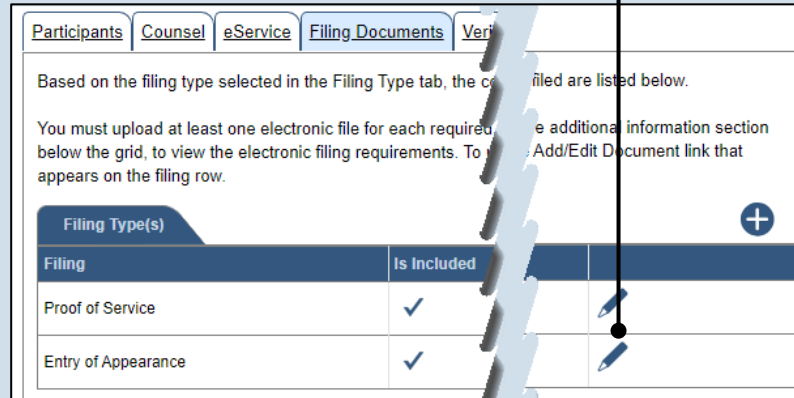 Participants Counsel eService Filing Documents
Based on the filing type selected in the Filing Type tab, the filed are listed below.
You must upload at least one electronic file for each required additional information section
below the grid, to view the electronic filing requirements. To Add/Edit Document link that
appears on the filing row.
Filing Type(s)
Filing Is Included
Proof of Service
Entry of Appearance